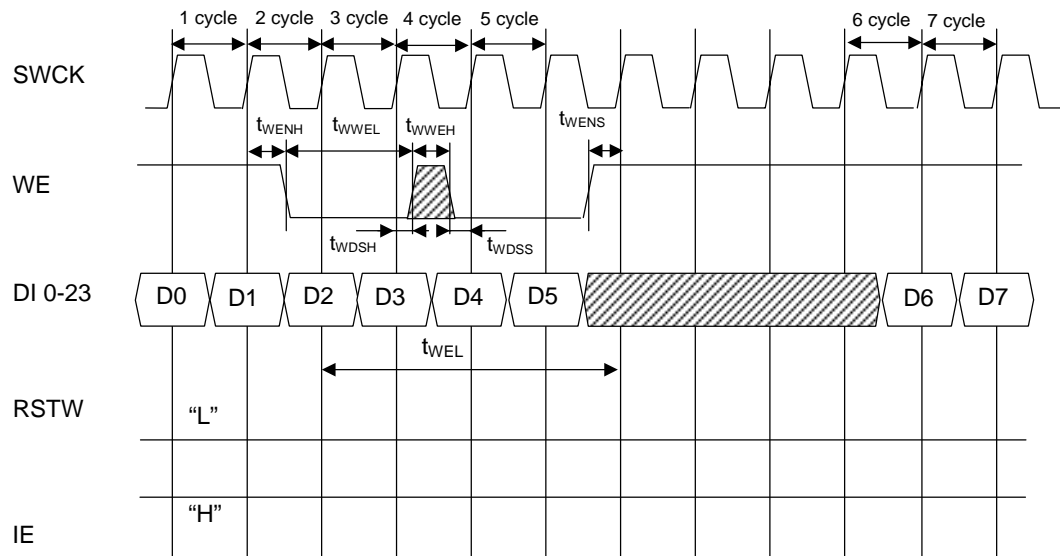 1 cycle 2 cycle 3 cycle 4 cycle 5 cycle 6 cycle 7 cycle
SWCK
tWENH tWWEL tWWEH tWENS
WE
tWDSH tWDSS
DI 0-23 D0 D1 D2 D3 D4 D5 D6 D7
tWEL
RSTW “L”
“H”
IE